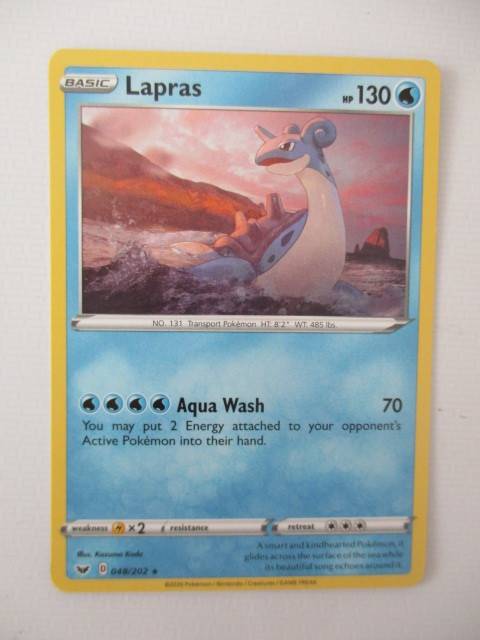 BASIC Lapras HP 130
NO. 131 Transport Pokémon HT: 8'2" WT: 485 lbs.
Aqua Wash 70
You may put 2 Energy attached to your opponent's
Active Pokémon into their hand.
weakness ×2 resistance retreat
Illus. Kazuma Koda
A smart and kindhearted Pokémon, it
glides across the surface of the sea while
its beautiful song echoes around it.
D 048/202 ★
©2020 Pokémon / Nintendo / Creatures / GAME FREAK